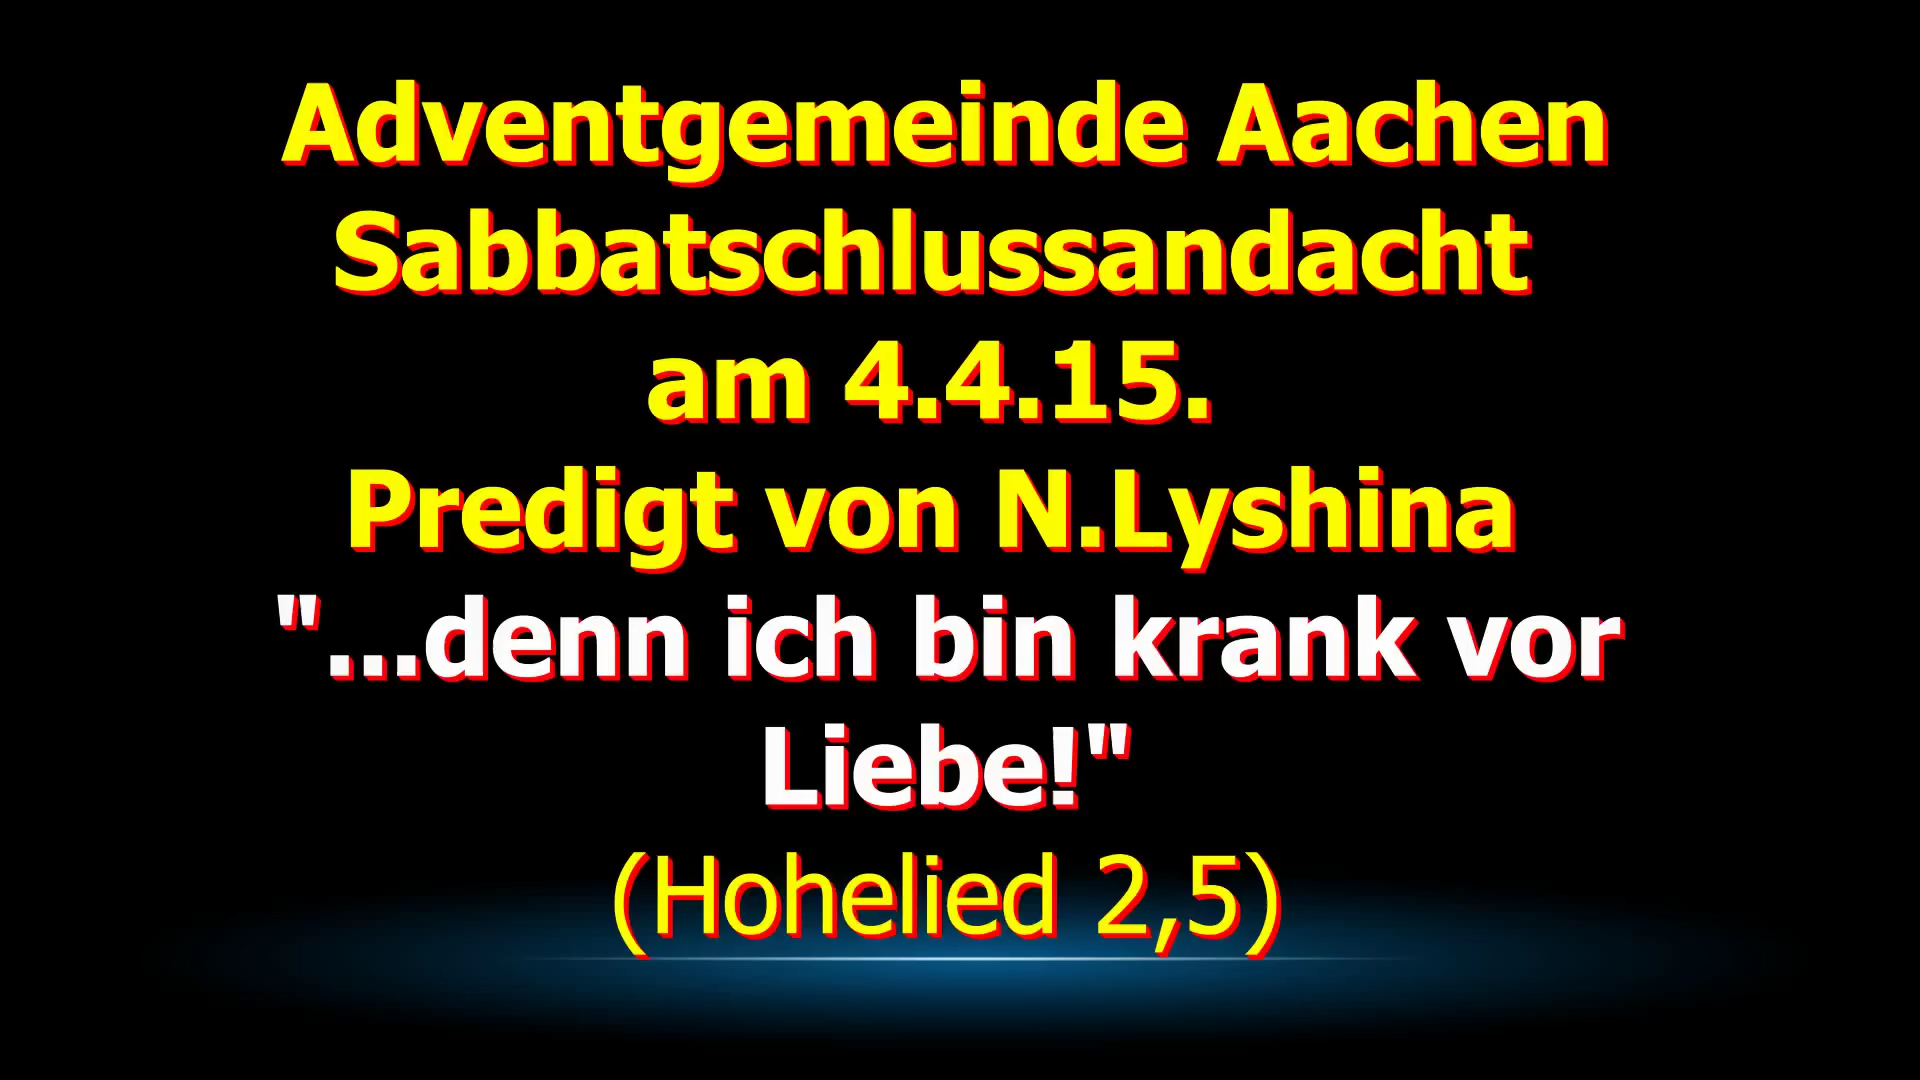 Adventgemeinde Aachen
Sabbatschlussandacht
am 4.4.15.
Predigt von N.Lyshina
"...denn ich bin krank vor
Liebe!"
(Hohelied 2,5)